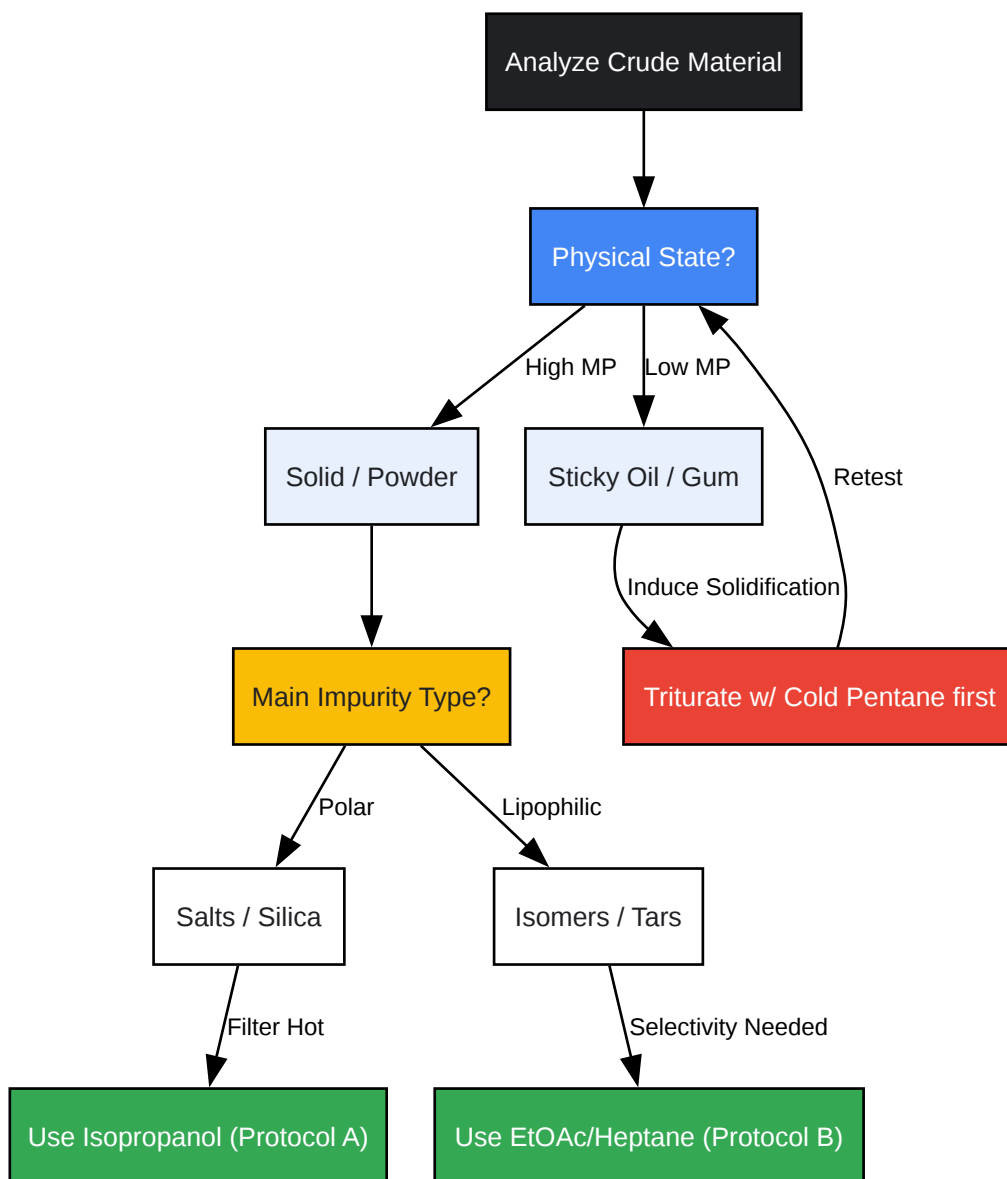 Analyze Crude Material
Physical State?
High MP
Low MP
Solid / Powder
Sticky Oil / Gum
Retest
Induce Solidification
Main Impurity Type?
Triturate w/ Cold Pentane first
Polar
Lipophilic
Salts / Silica
Isomers / Tars
Filter Hot
Selectivity Needed
Use Isopropanol (Protocol A)
Use EtOAc/Heptane (Protocol B)